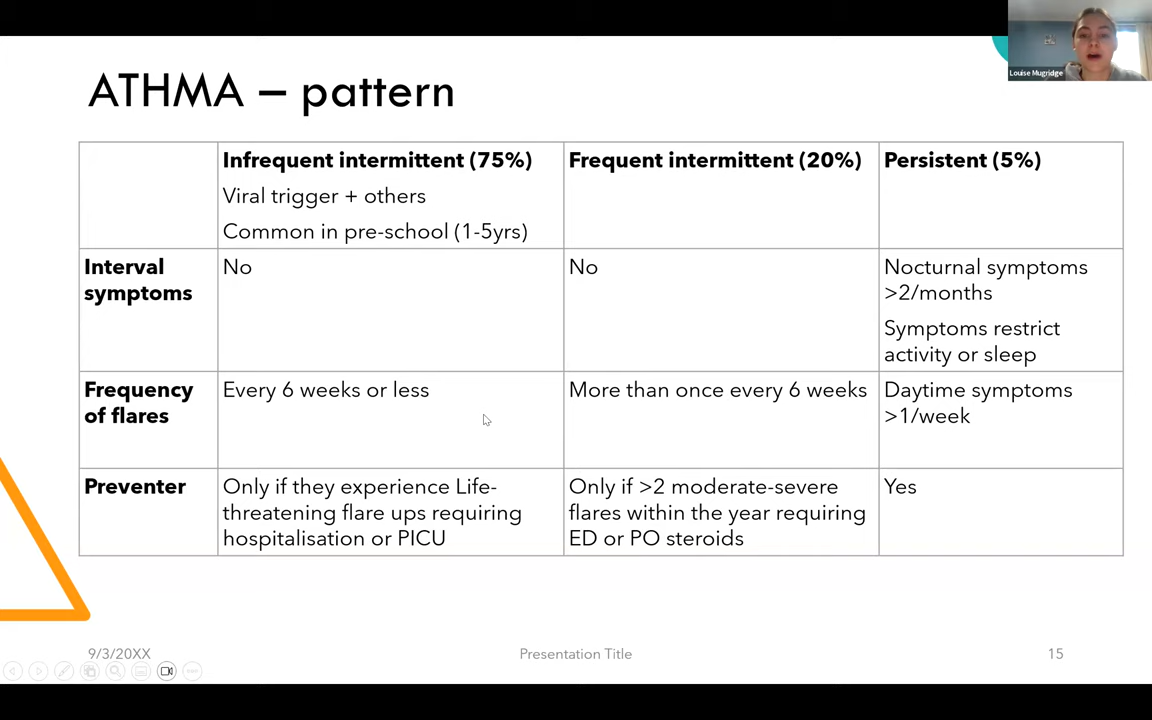 Louise Mugridge
ATHMA – pattern
Infrequent intermittent (75%)
Viral trigger + others
Common in pre-school (1-5yrs)
Frequent intermittent (20%)
Persistent (5%)
Interval
symptoms
No
No
Nocturnal symptoms
>2/months
Symptoms restrict
activity or sleep
Frequency
of flares
Every 6 weeks or less
More than once every 6 weeks
Daytime symptoms
>1/week
Preventer
Only if they experience Life-
threatening flare ups requiring
hospitalisation or PICU
Only if >2 moderate-severe
flares within the year requiring
ED or PO steroids
Yes
9/3/20XX
Presentation Title
15